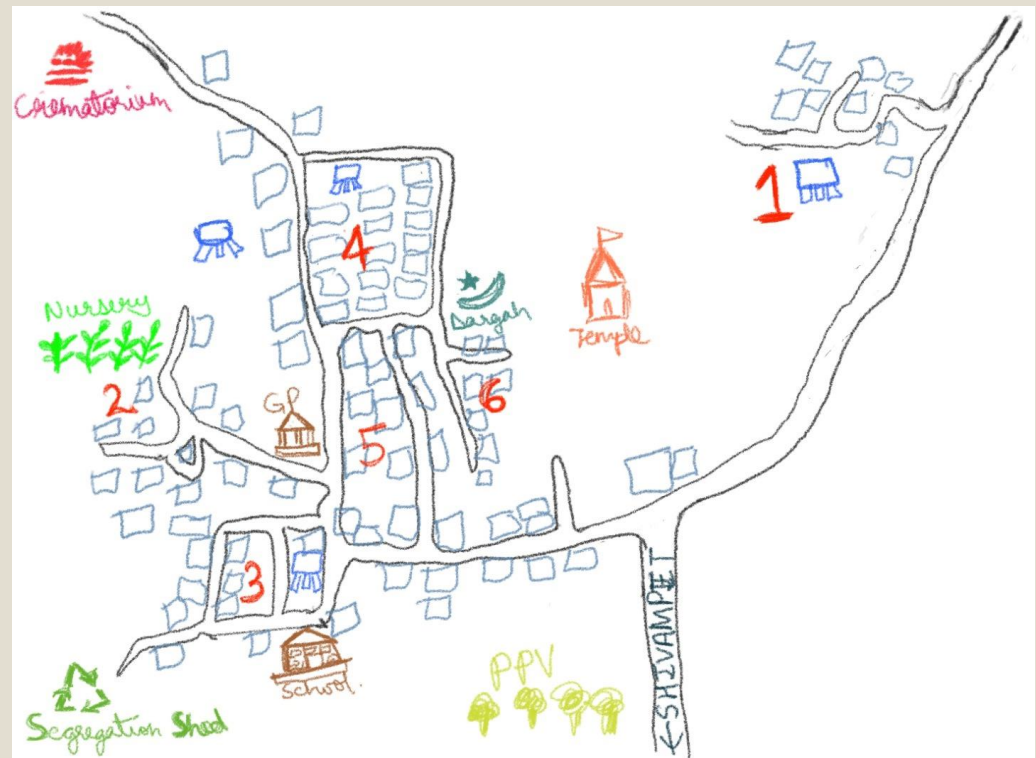 Crematorium
1
4
Nursery
Dargah
Temple
2
GP
6
5
3
←SHIVAMPET
School.
PPV
Segregation Shed